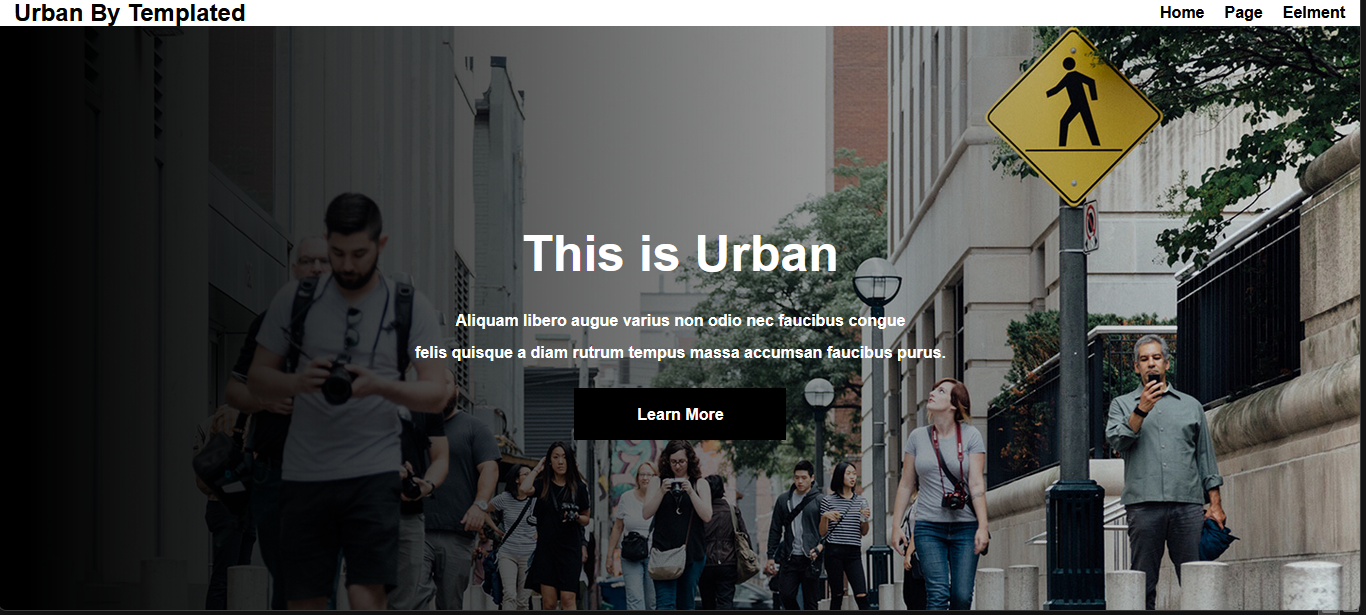 Urban By Templated
Home Page Eelment
This is Urban
Aliquam libero augue varius non odio nec faucibus congue
felis quisque a diam rutrum tempus massa accumsan faucibus purus.
Learn More